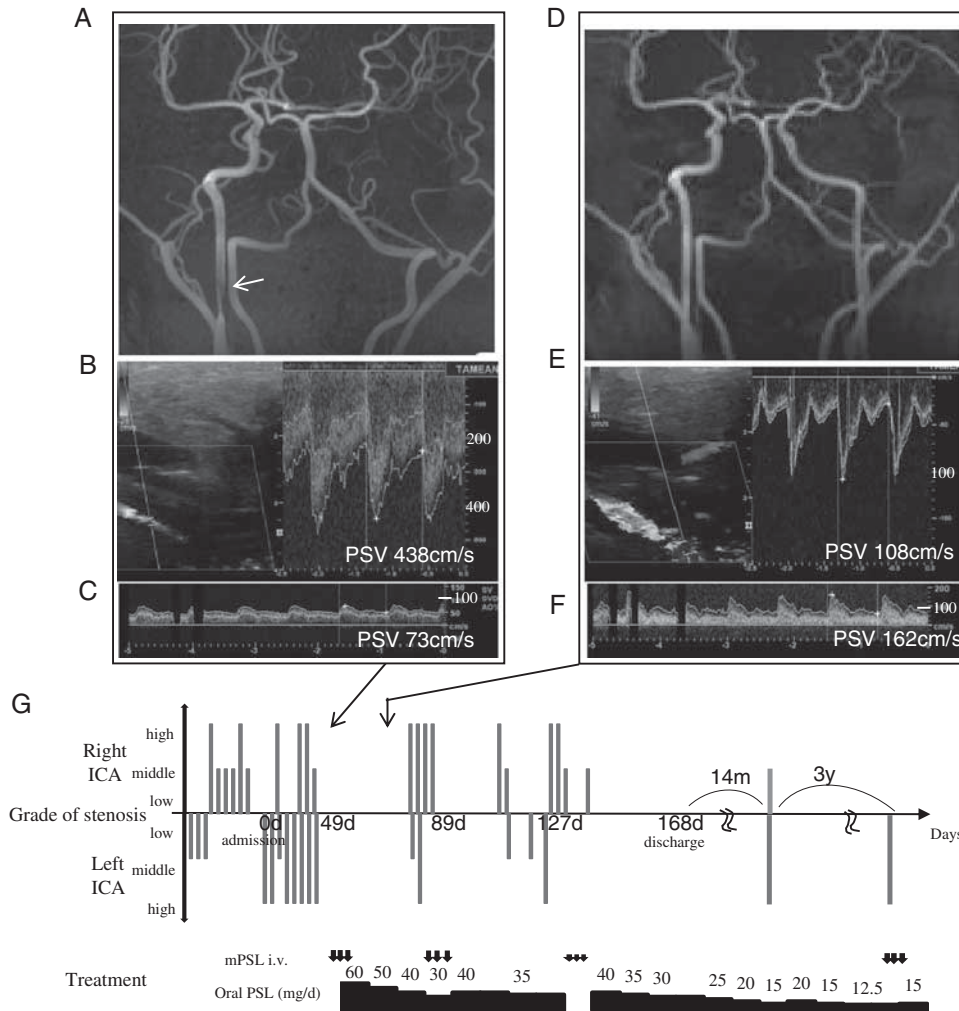 A
D
B
TAMEAN
200
400
PSV 438cm/s
E
100
PSV 108cm/s
C
150
100
50
cm/s
PSV 73cm/s
F
200
100
cm/s
PSV 162cm/s
G
Right
ICA
high
middle
low
14m
3y
Grade of stenosis
0d
49d
89d
127d
168d
Days
admission
discharge
Left
ICA
low
middle
high
Treatment
mPSL i.v.
Oral PSL (mg/d)
60 50 40 30 40 35 40 35 30 25 20 15 20 15 12.5 15